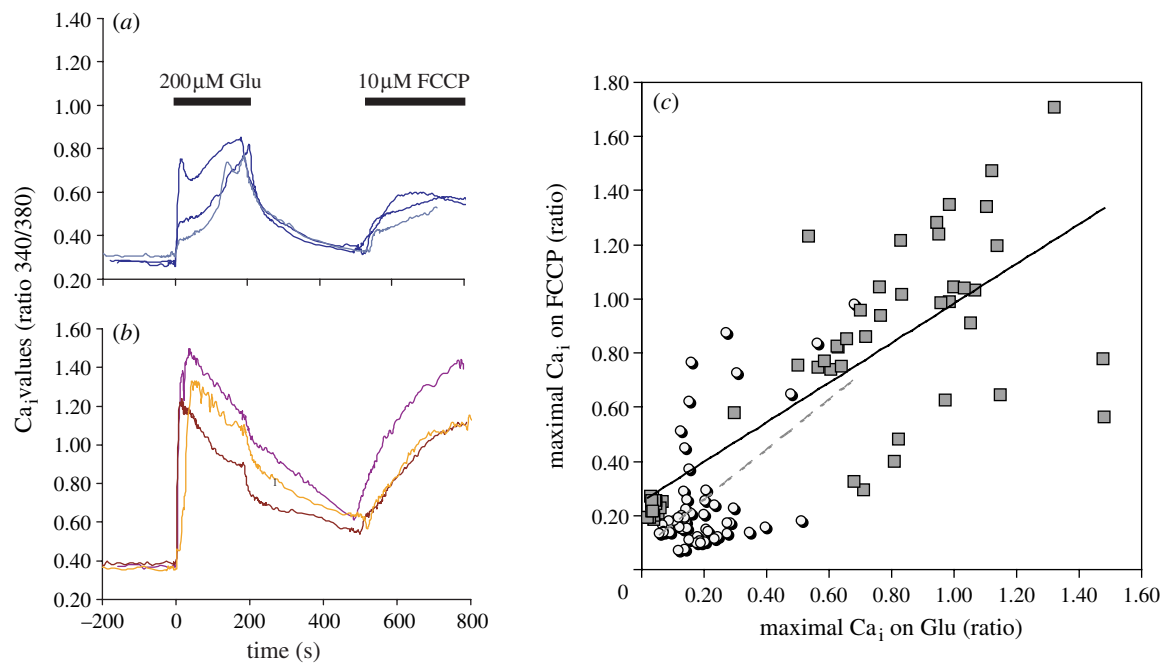 (a)
200μM Glu
10μM FCCP
1.40
1.20
1.00
0.80
0.60
0.40
0.20
(b)
1.60
1.40
1.20
1.00
0.80
0.60
0.40
0.20
Ca_i values (ratio 340/380)
−200 0 200 400 600 800
time (s)
(c)
1.80
1.60
1.40
1.20
1.00
0.80
0.60
0.40
0.20
maximal Ca_i on FCCP (ratio)
0 0.20 0.40 0.60 0.80 1.00 1.20 1.40 1.60
maximal Ca_i on Glu (ratio)